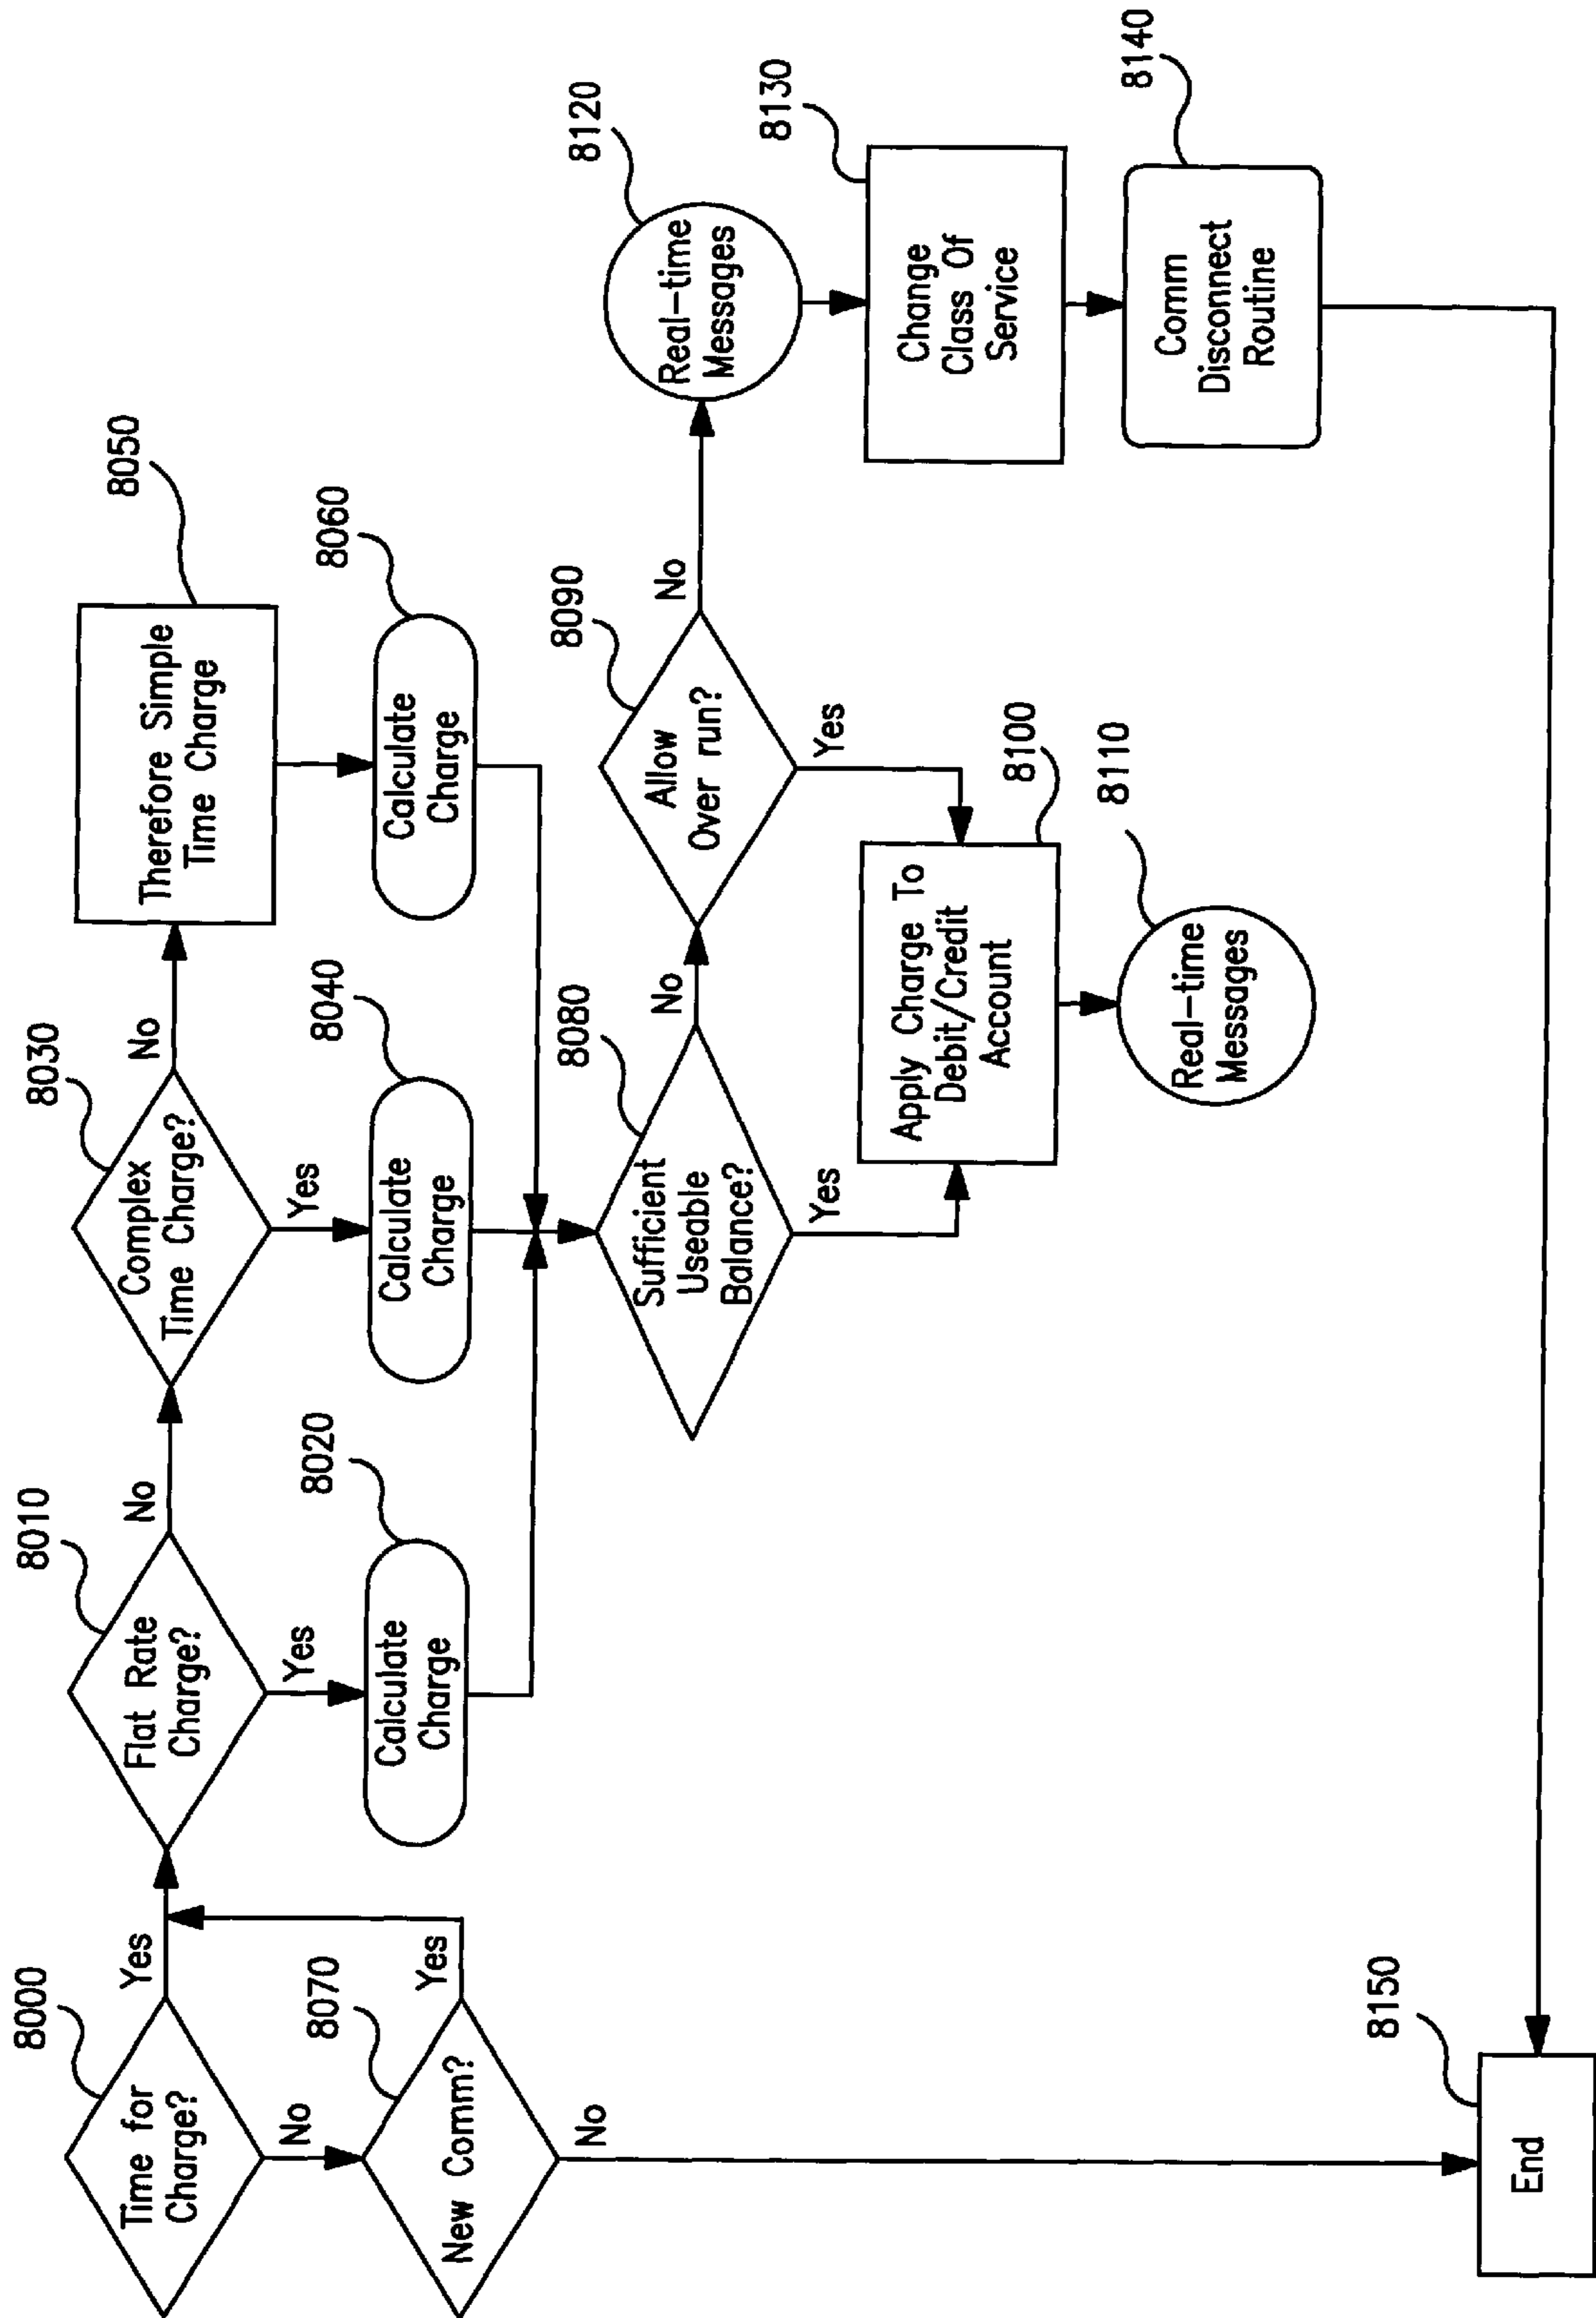 8000
Time for
Charge?
Yes
No
8010
Flat Rate
Charge?
No
Yes
8030
Complex
Time Charge?
No
Yes
8050
Therefore Simple
Time Charge
8070
New Comm?
Yes
No
8020
Calculate
Charge
8040
Calculate
Charge
8060
Calculate
Charge
8080
Sufficient
Useable
Balance?
No
Yes
8090
Allow
Over run?
No
Yes
8120
Real-time
Messages
8100
Apply Charge To
Debit/Credit
Account
8130
Change
Class Of
Service
8110
Real-time
Messages
8140
Comm
Disconnect
Routine
8150
End